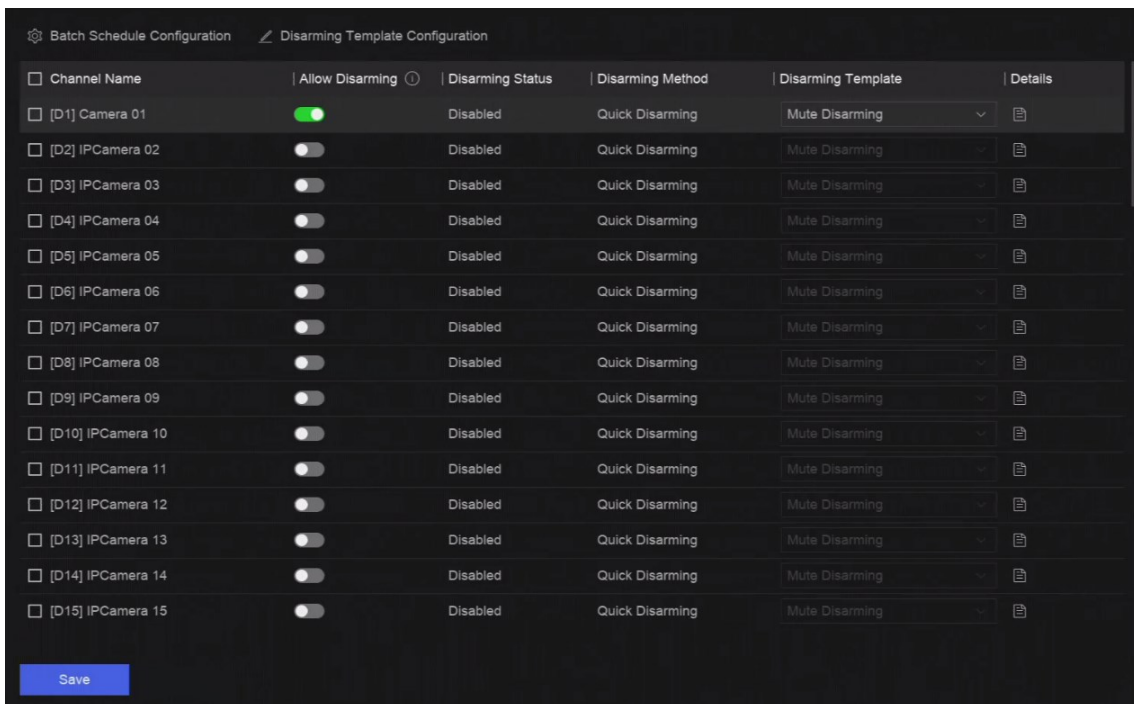 Batch Schedule Configuration Disarming Template Configuration
Channel Name | Allow Disarming | Disarming Status | Disarming Method | Disarming Template | Details
[D1] Camera 01 Disabled Quick Disarming Mute Disarming
[D2] IPCamera 02 Disabled Quick Disarming Mute Disarming
[D3] IPCamera 03 Disabled Quick Disarming Mute Disarming
[D4] IPCamera 04 Disabled Quick Disarming Mute Disarming
[D5] IPCamera 05 Disabled Quick Disarming Mute Disarming
[D6] IPCamera 06 Disabled Quick Disarming Mute Disarming
[D7] IPCamera 07 Disabled Quick Disarming Mute Disarming
[D8] IPCamera 08 Disabled Quick Disarming Mute Disarming
[D9] IPCamera 09 Disabled Quick Disarming Mute Disarming
[D10] IPCamera 10 Disabled Quick Disarming Mute Disarming
[D11] IPCamera 11 Disabled Quick Disarming Mute Disarming
[D12] IPCamera 12 Disabled Quick Disarming Mute Disarming
[D13] IPCamera 13 Disabled Quick Disarming Mute Disarming
[D14] IPCamera 14 Disabled Quick Disarming Mute Disarming
[D15] IPCamera 15 Disabled Quick Disarming Mute Disarming
Save